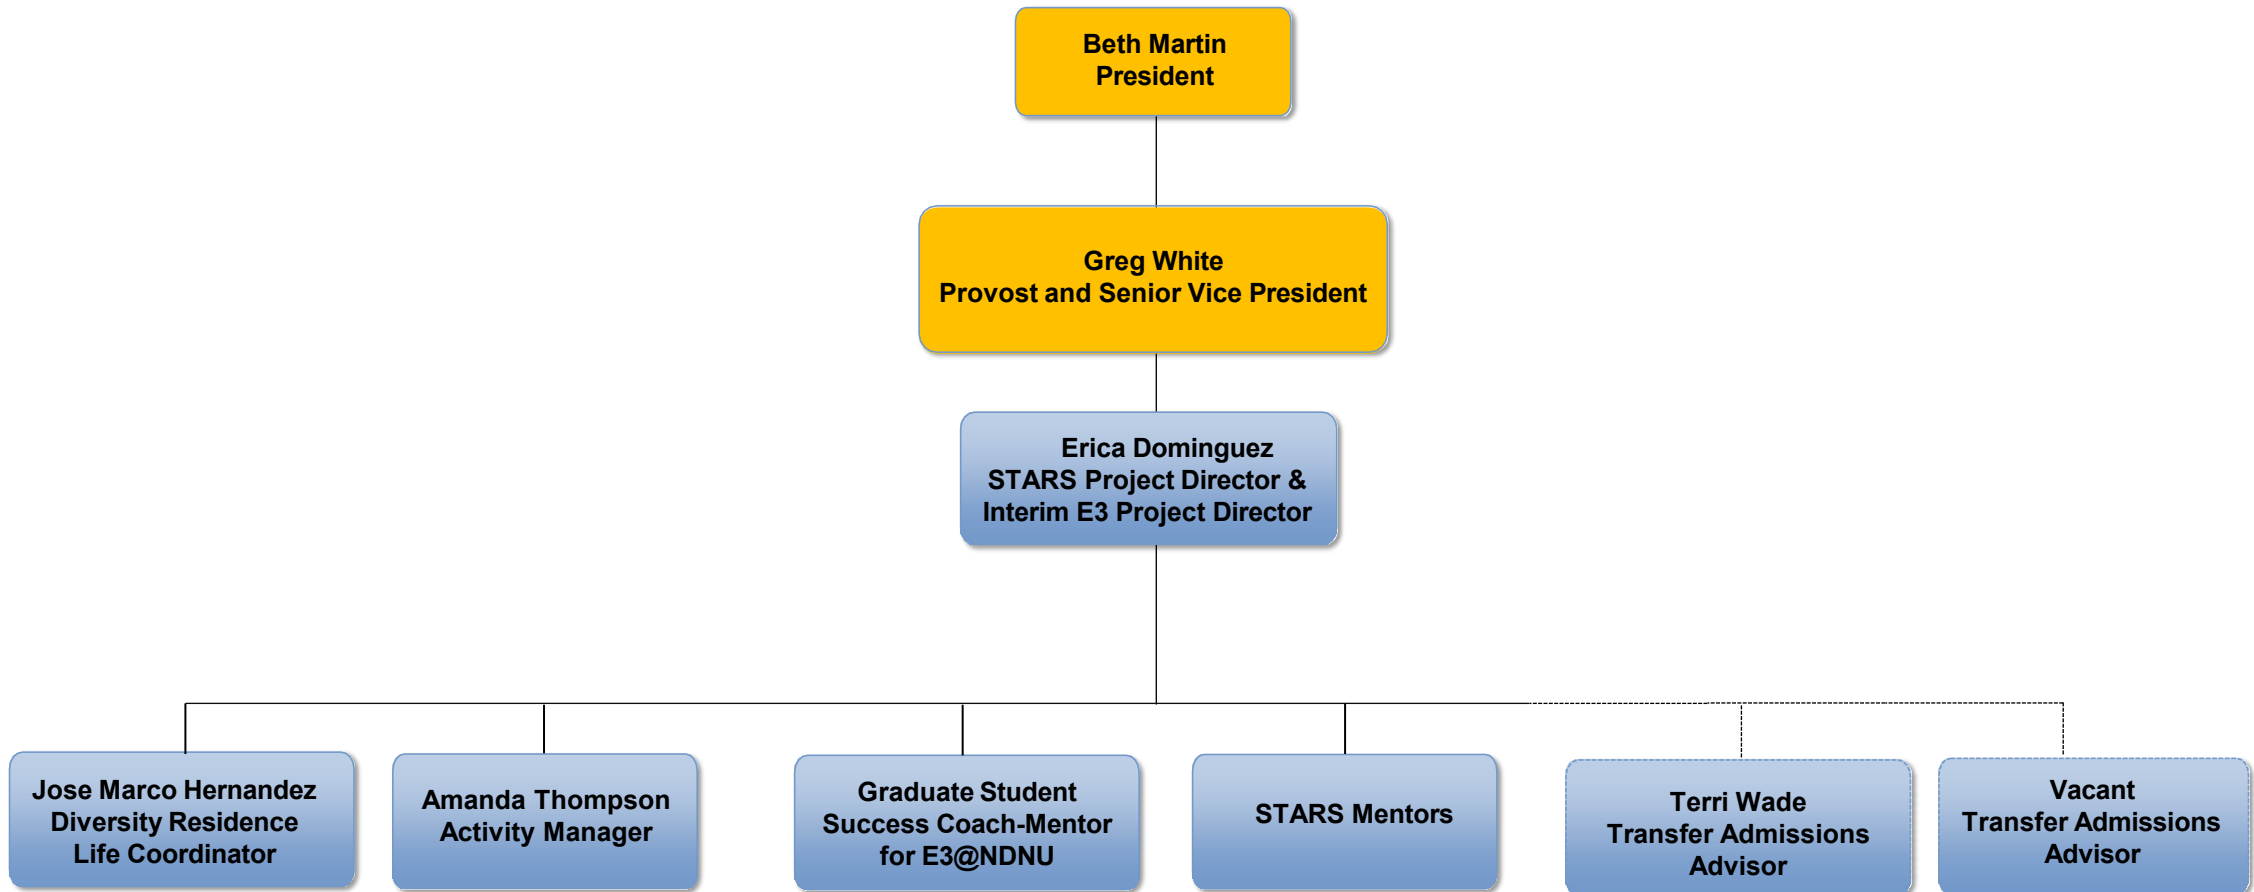 Beth Martin
President
Greg White
Provost and Senior Vice President
Erica Dominguez
STARS Project Director &
Interim E3 Project Director
Jose Marco Hernandez
Diversity Residence
Life Coordinator
Amanda Thompson
Activity Manager
Graduate Student
Success Coach-Mentor
for E3@NDNU
STARS Mentors
Terri Wade
Transfer Admissions
Advisor
Vacant
Transfer Admissions
Advisor